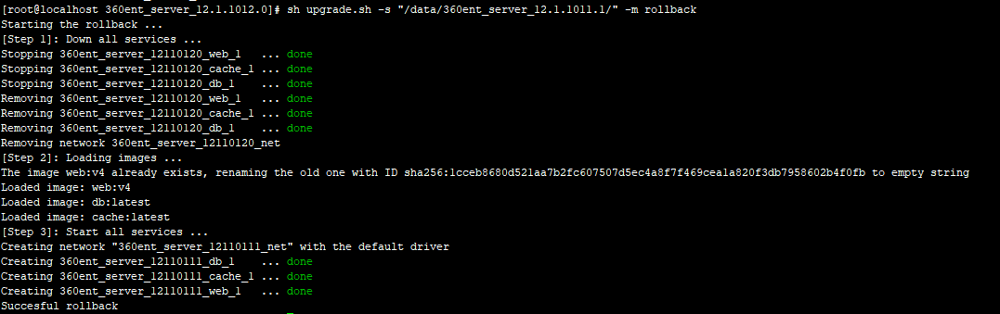 [root@localhost 360ent_server_12.1.1012.0]# sh upgrade.sh -s "/data/360ent_server_12.1.1011.1/" -m rollback
Starting the rollback ...
[Step 1]: Down all services ...
Stopping 360ent_server_12110120_web_1   ... done
Stopping 360ent_server_12110120_cache_1 ... done
Stopping 360ent_server_12110120_db_1    ... done
Removing 360ent_server_12110120_web_1   ... done
Removing 360ent_server_12110120_cache_1 ... done
Removing 360ent_server_12110120_db_1    ... done
Removing network 360ent_server_12110120_net
[Step 2]: Loading images ...
The image web:v4 already exists, renaming the old one with ID sha256:1cceb8680d521aa7b2fc607507d5ec4a8f7f469cea1a820f3db7958602b4f0fb to empty string
Loaded image: web:v4
Loaded image: db:latest
Loaded image: cache:latest
[Step 3]: Start all services ...
Creating network "360ent_server_12110111_net" with the default driver
Creating 360ent_server_12110111_db_1    ... done
Creating 360ent_server_12110111_cache_1 ... done
Creating 360ent_server_12110111_web_1   ... done
Succesful rollback